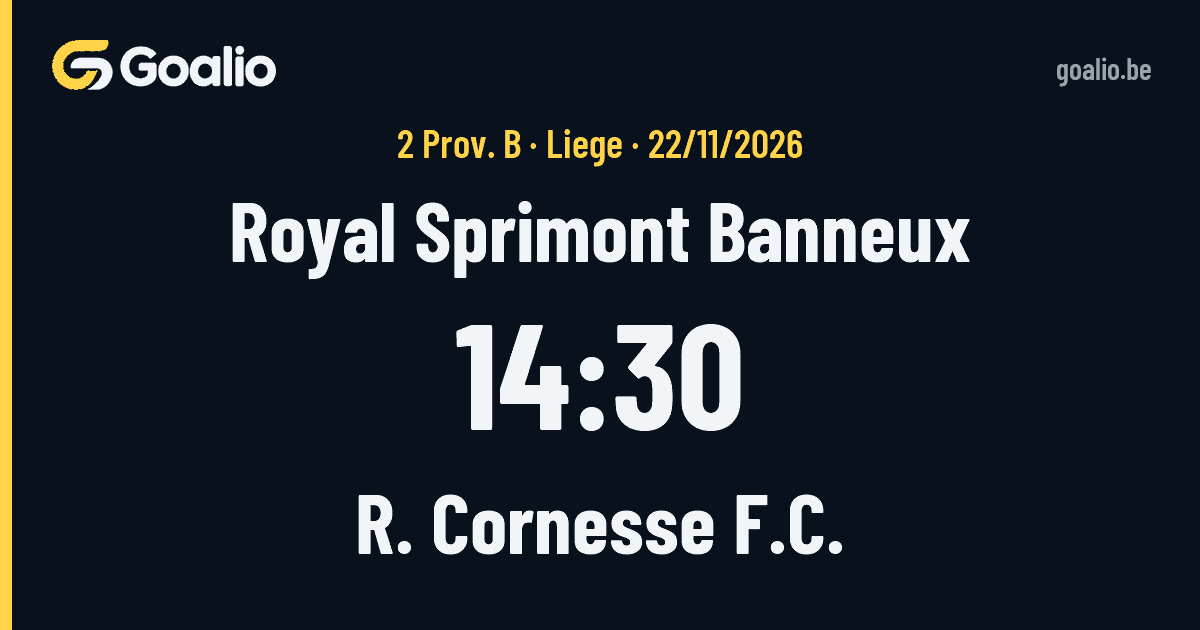 Goalio
goalio.be
2 Prov. B · Liege · 22/11/2026
Royal Sprimont Banneux
14:30
R. Cornesse F.C.